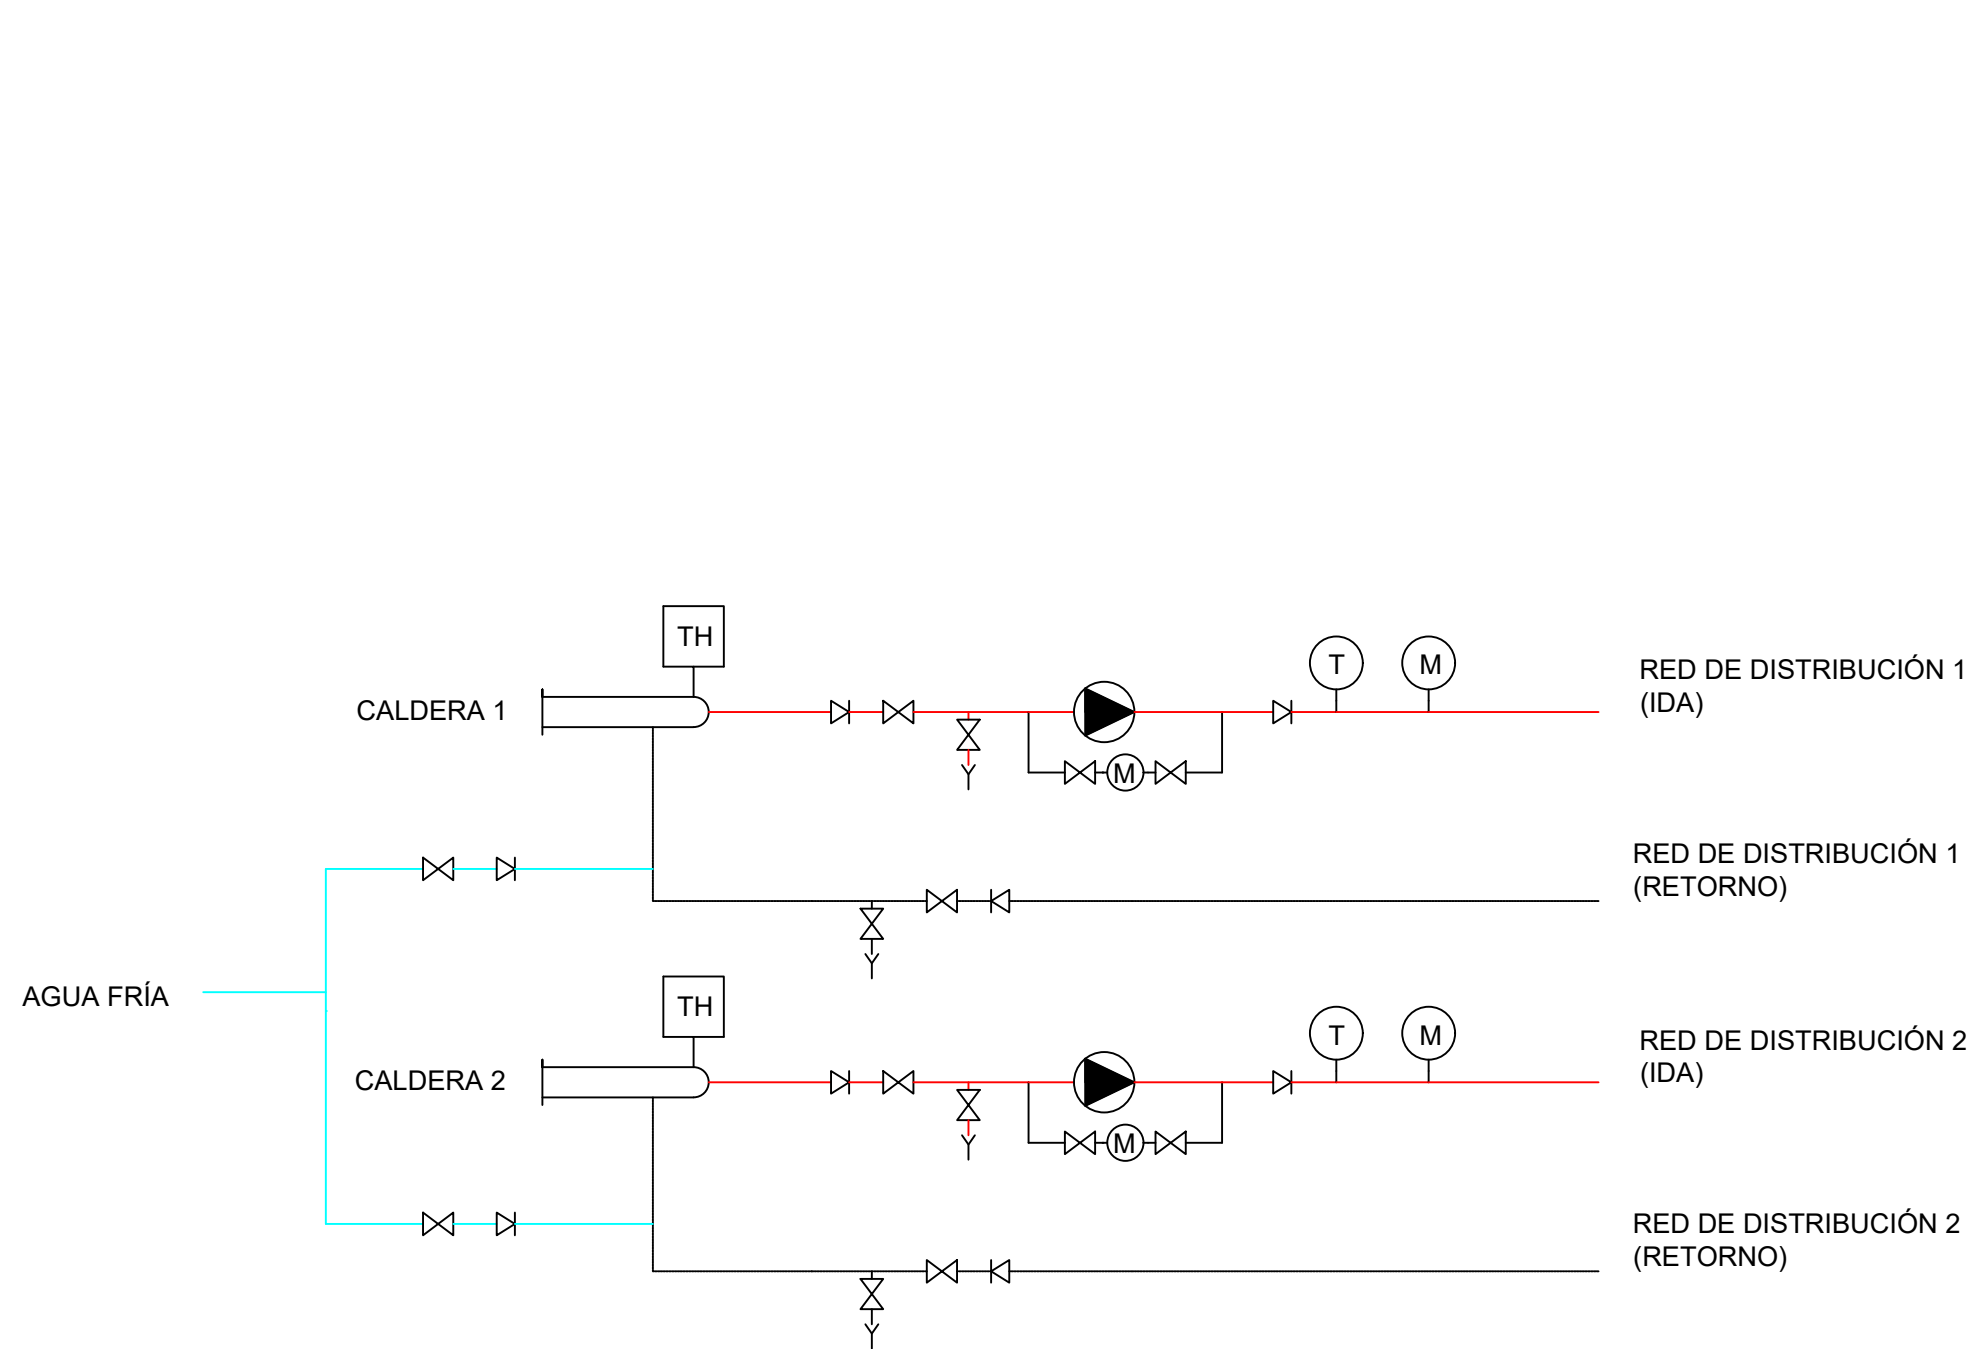 TH
CALDERA 1
T
M
RED DE DISTRIBUCIÓN 1
(IDA)
M
RED DE DISTRIBUCIÓN 1
(RETORNO)
AGUA FRÍA
TH
CALDERA 2
T
M
RED DE DISTRIBUCIÓN 2
(IDA)
M
RED DE DISTRIBUCIÓN 2
(RETORNO)